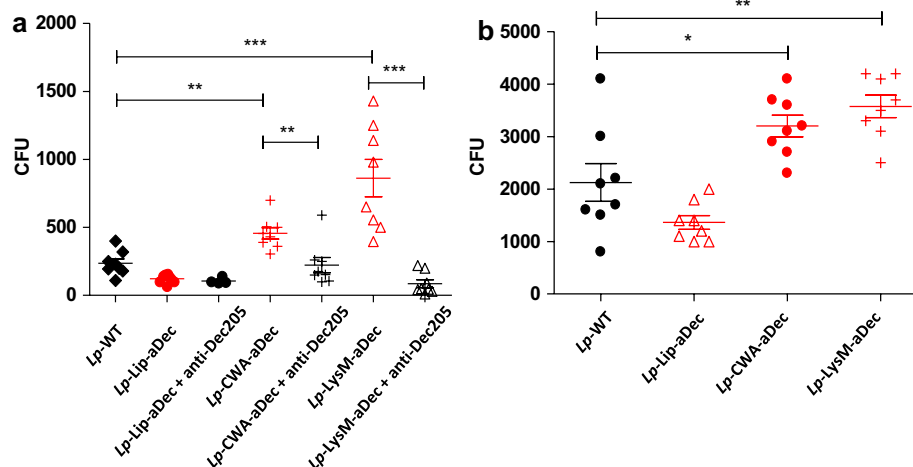 a
CFU
2000
1500
1000
500
0
***
**
**
***
Lp-WT
Lp-Lip-aDec
Lp-Lip-aDec + anti-Dec205
Lp-CWA-aDec
Lp-CWA-aDec + anti-Dec205
Lp-LysM-aDec
Lp-LysM-aDec + anti-Dec205
b
CFU
5000
4000
3000
2000
1000
0
**
*
Lp-WT
Lp-Lip-aDec
Lp-CWA-aDec
Lp-LysM-aDec